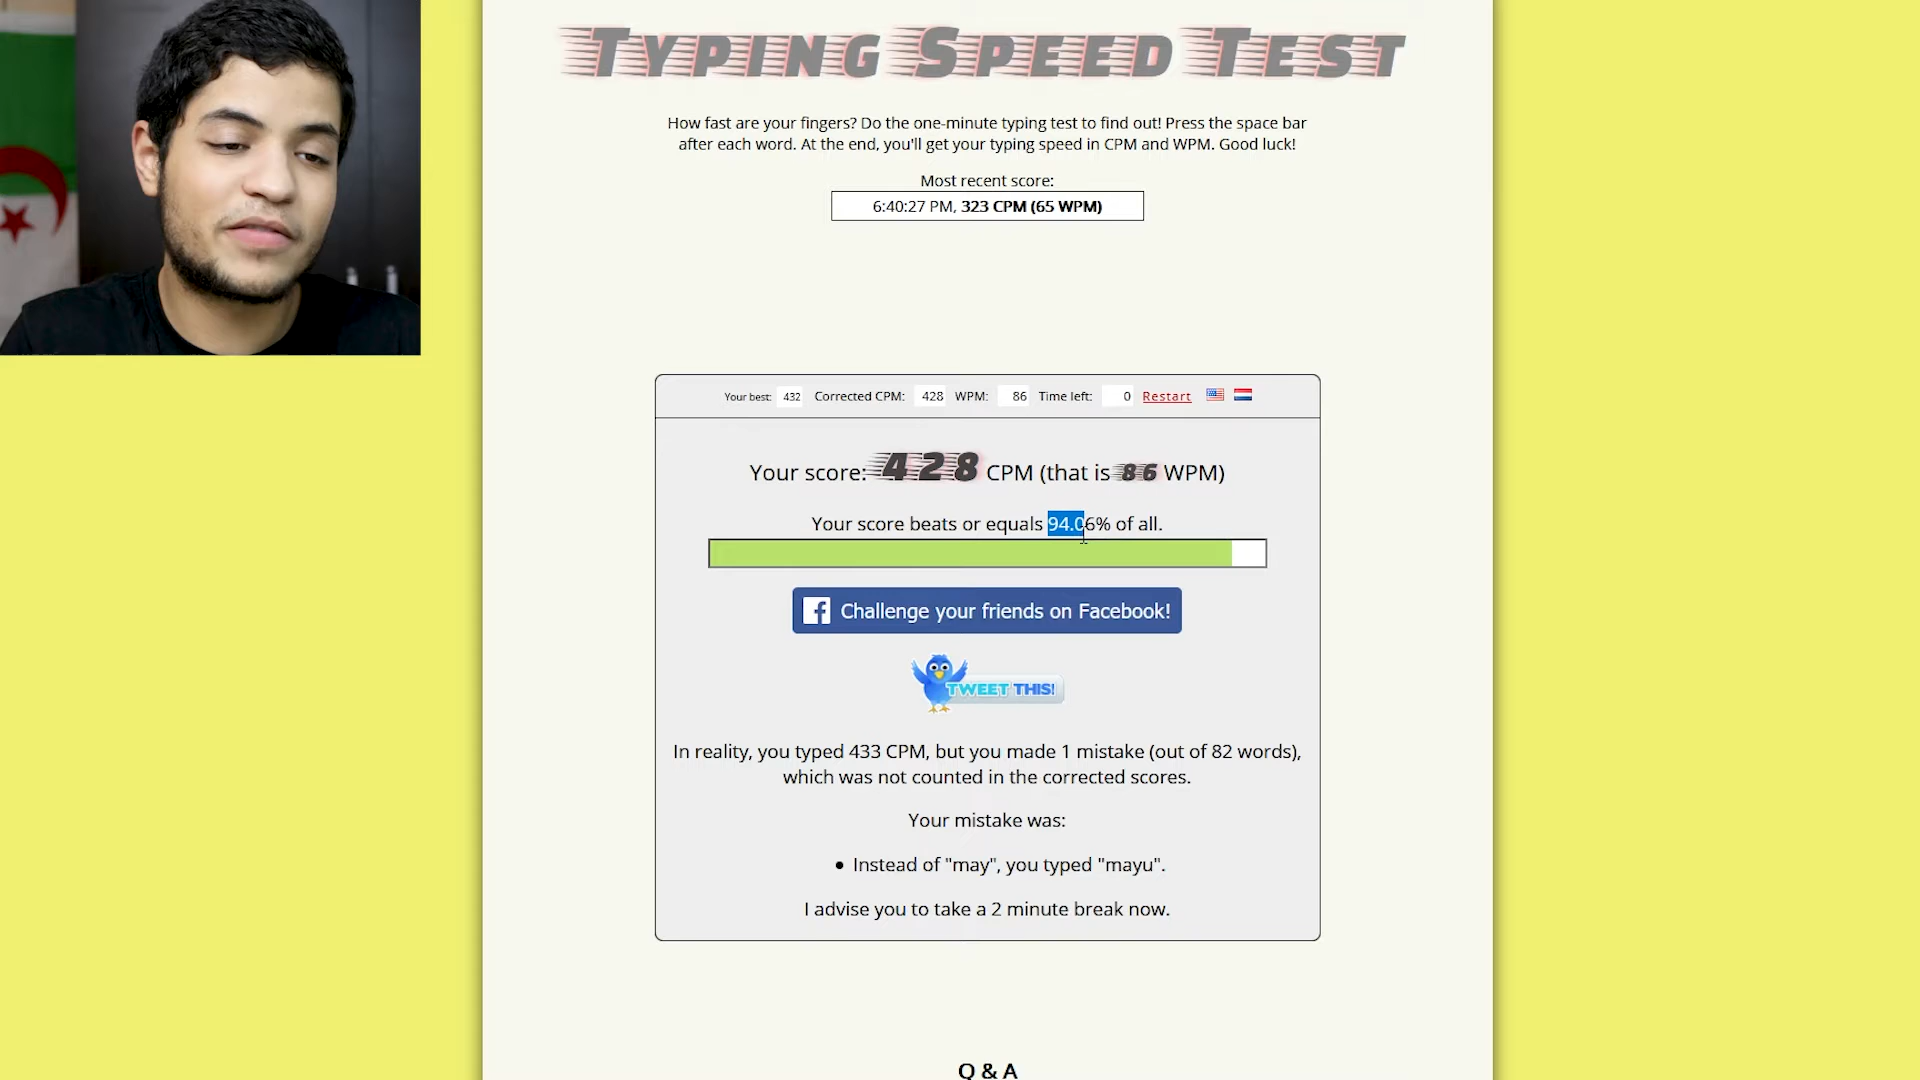 TYPING SPEED TEST
How fast are your fingers? Do the one-minute typing test to find out! Press the space bar
after each word. At the end, you'll get your typing speed in CPM and WPM. Good luck!
Most recent score:
6:40:27 PM, 323 CPM (65 WPM)
Your best: 432 Corrected CPM: 428 WPM: 86 Time left: 0 Restart
Your score: 428 CPM (that is 86 WPM)
Your score beats or equals 94.06% of all.
Challenge your friends on Facebook!
TWEET THIS!
In reality, you typed 433 CPM, but you made 1 mistake (out of 82 words),
which was not counted in the corrected scores.
Your mistake was:
• Instead of "may", you typed "mayu".
I advise you to take a 2 minute break now.
Q & A